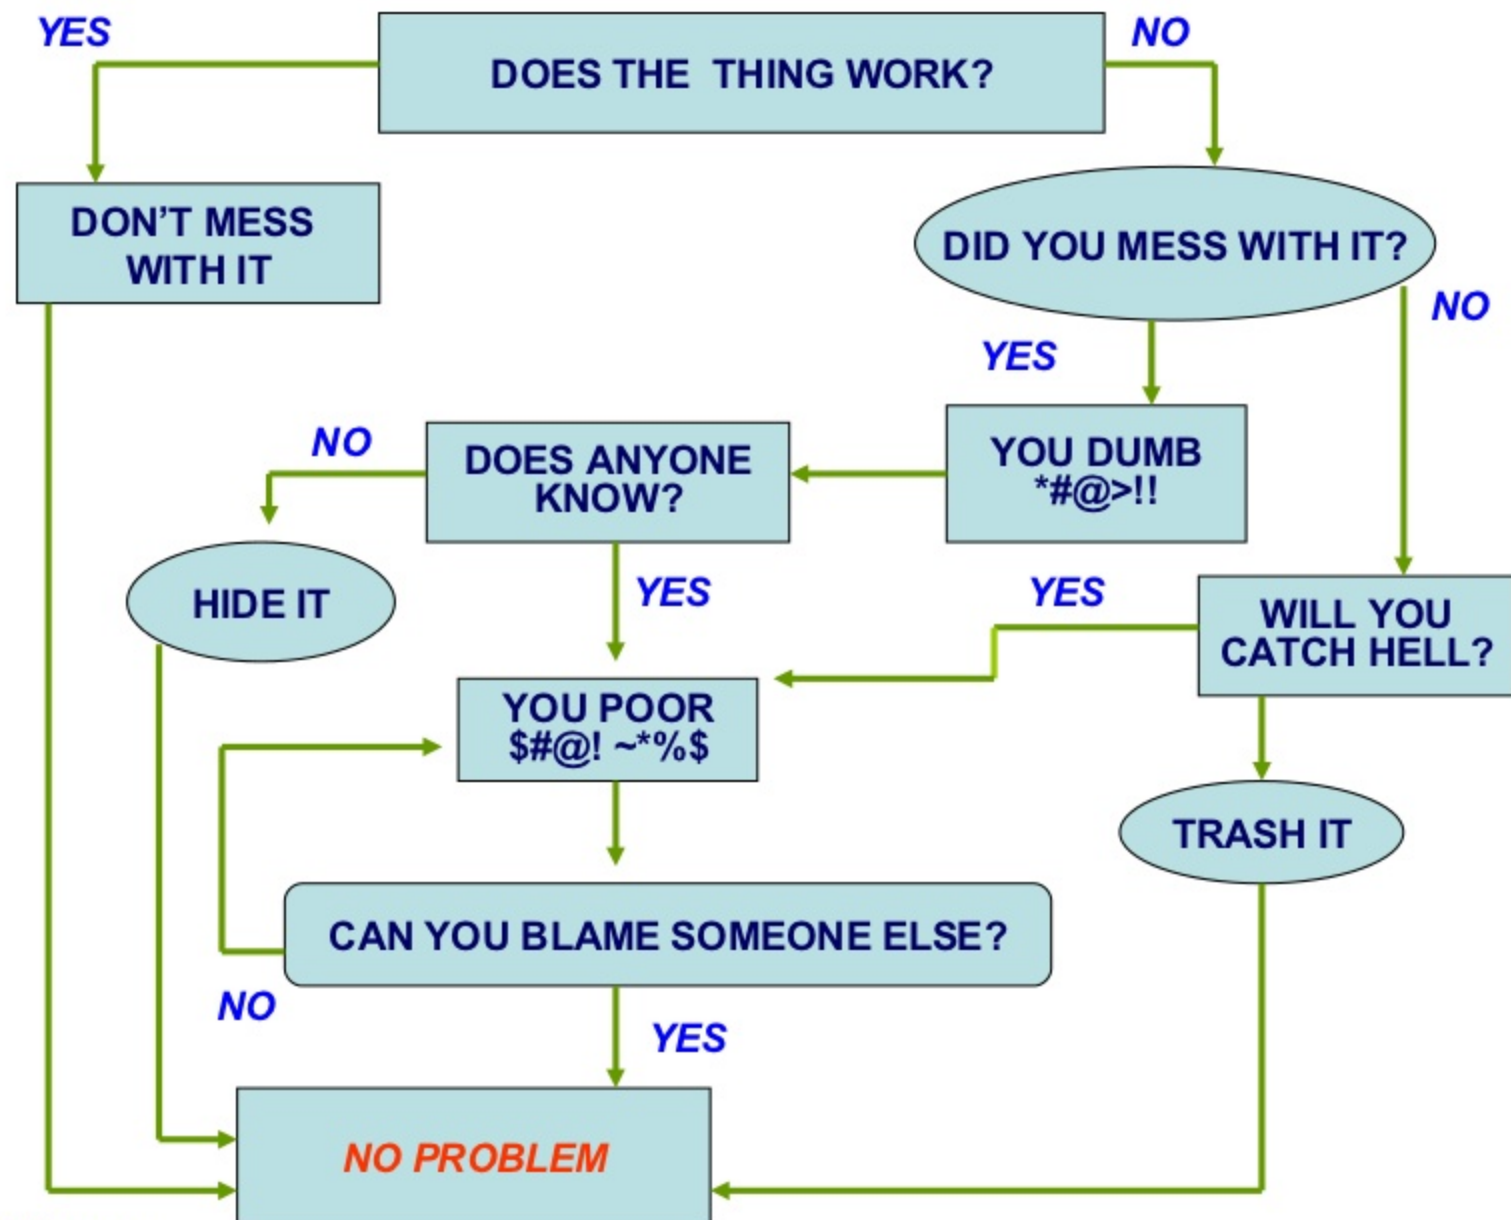 YES
DOES THE THING WORK?
NO
DON'T MESS
WITH IT
DID YOU MESS WITH IT?
NO
YES
NO
DOES ANYONE
KNOW?
YOU DUMB
*#@>!!
HIDE IT
YES
YES
WILL YOU
CATCH HELL?
YOU POOR
$#@! ~*%$
TRASH IT
CAN YOU BLAME SOMEONE ELSE?
NO
YES
NO PROBLEM